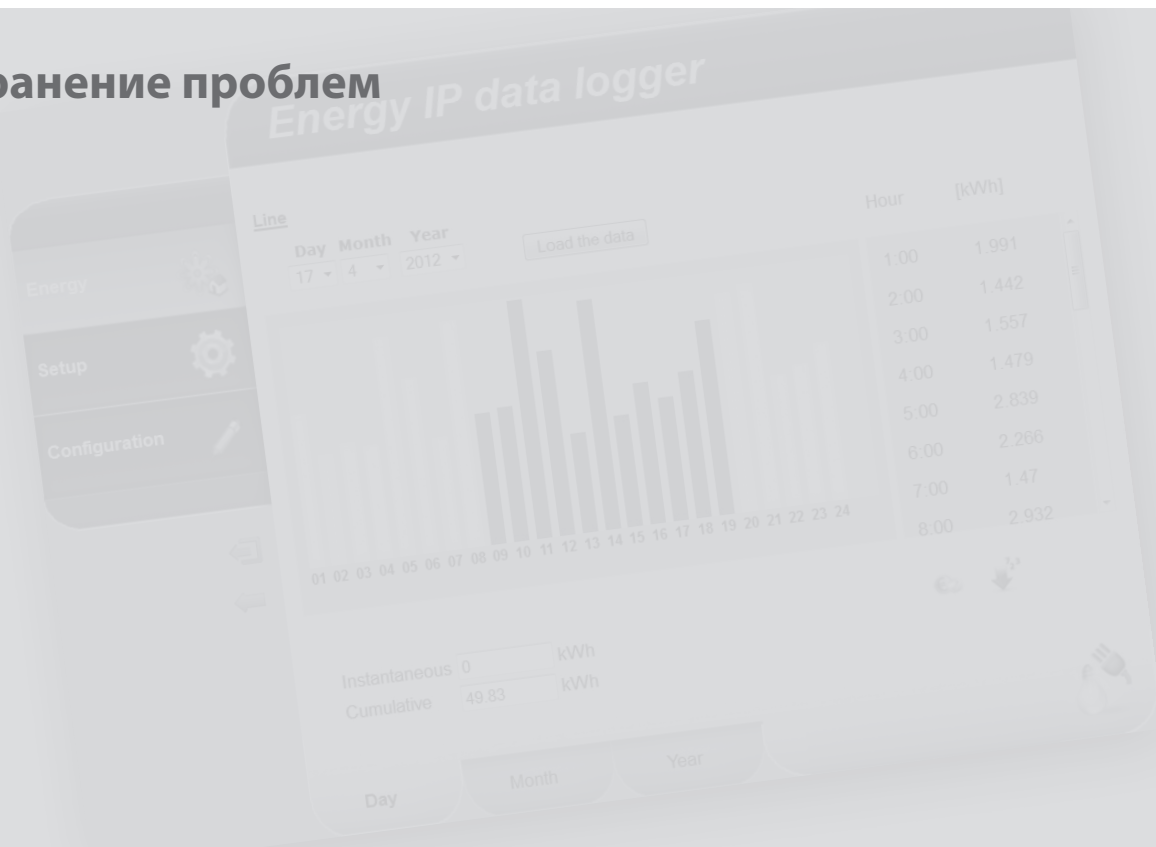 ранение проблем
Energy IP data logger
Line
Day Month Year
17 4 2012
Load the data
Hour [kWh]
1:00 1.991
2:00 1.442
3:00 1.557
4:00 1.479
5:00 2.839
6:00 2.266
7:00 1.47
8:00 2.932
Energy
Setup
Configuration
01 02 03 04 05 06 07 08 09 10 11 12 13 14 15 16 17 18 19 20 21 22 23 24
Instantaneous 0 kWh
Cumulative 49.83 kWh
Day Month Year